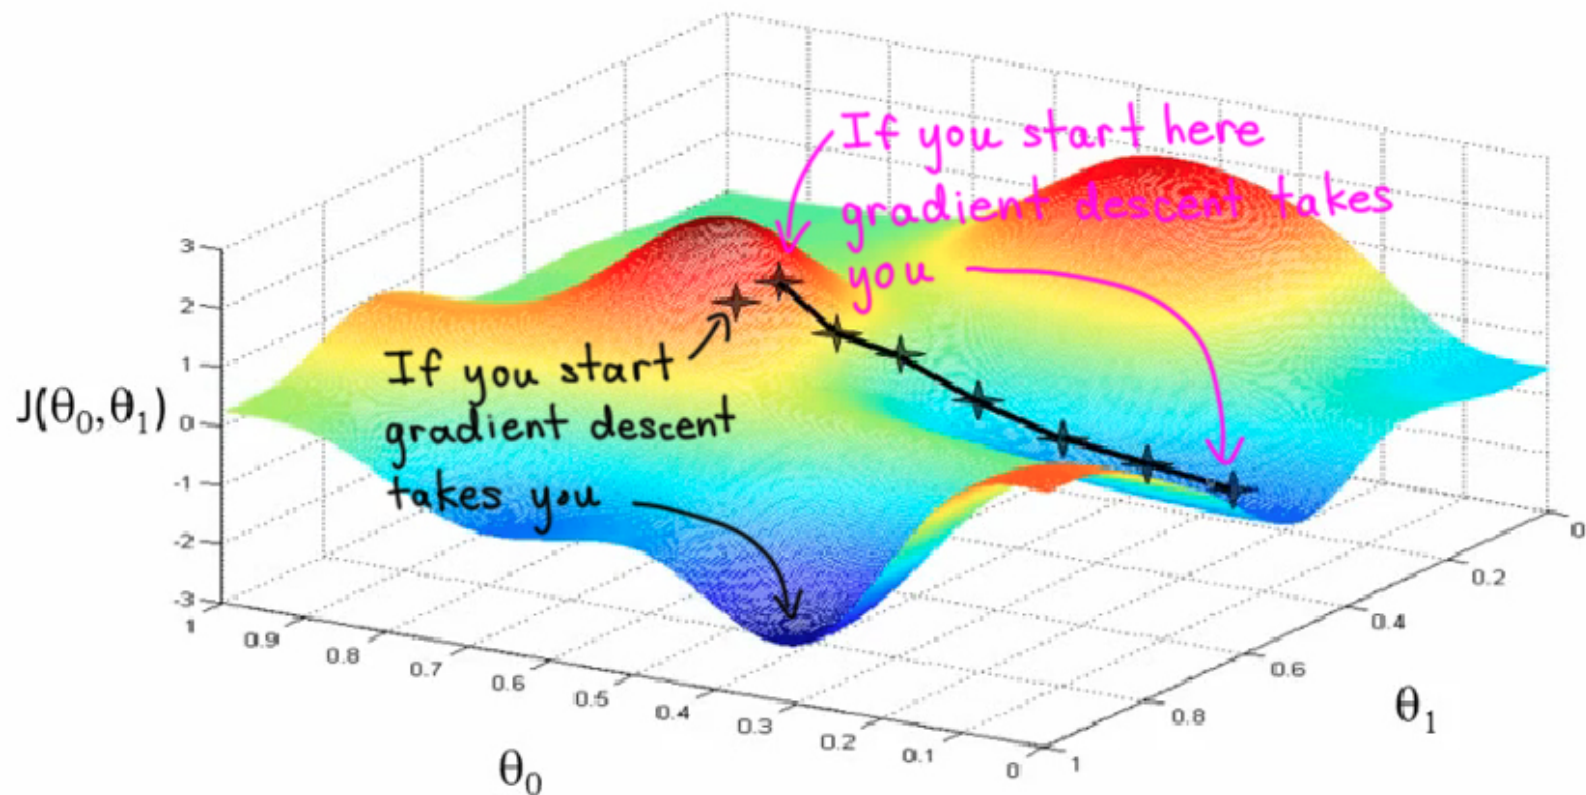 If you start here
gradient descent takes
you
If you start
gradient descent
takes you
J(θ₀,θ₁)
3
2
1
0
-1
-2
-3
1
0.9
0.8
0.7
0.6
0.5
0.4
0.3
0.2
0.1
0
θ₀
1
0.8
0.6
0.4
0.2
0
θ₁